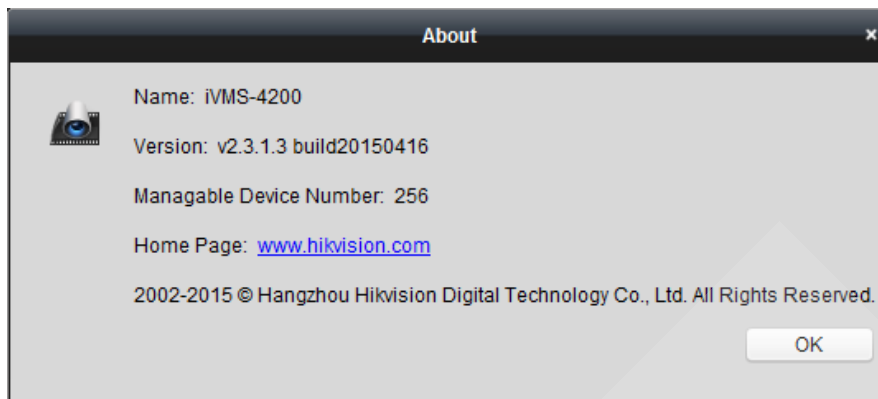 About
×
Name: iVMS-4200
Version: v2.3.1.3 build20150416
Managable Device Number: 256
Home Page: www.hikvision.com
2002-2015 © Hangzhou Hikvision Digital Technology Co., Ltd. All Rights Reserved.
OK